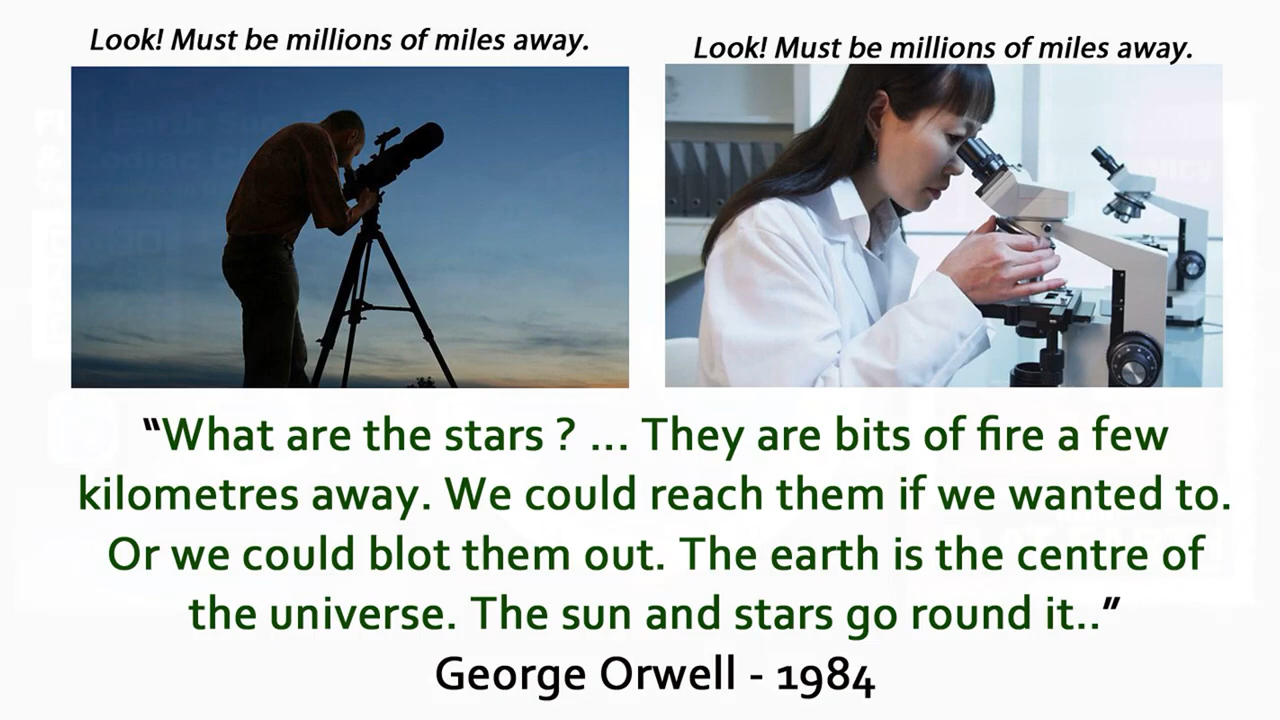 Look! Must be millions of miles away.
Look! Must be millions of miles away.
“What are the stars ? ... They are bits of fire a few
kilometres away. We could reach them if we wanted to.
Or we could blot them out. The earth is the centre of
the universe. The sun and stars go round it..”
George Orwell - 1984